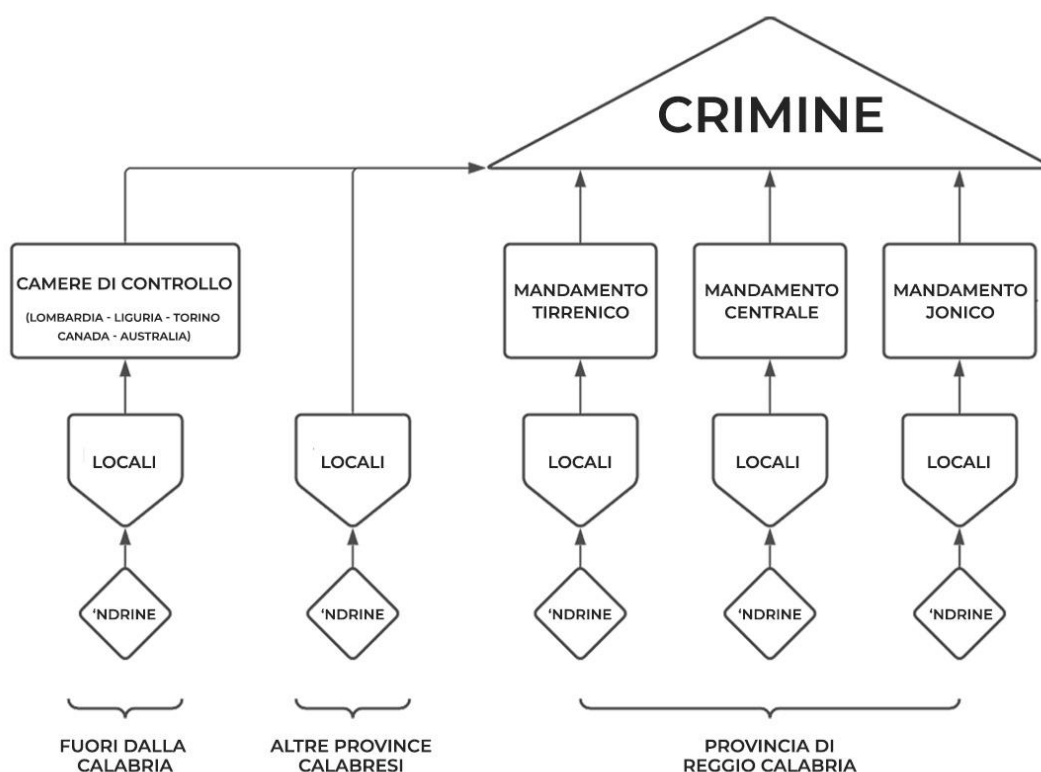 CRIMINE
CAMERE DI CONTROLLO
(LOMBARDIA - LIGURIA - TORINO
CANADA - AUSTRALIA)
MANDAMENTO
TIRRENICO
MANDAMENTO
CENTRALE
MANDAMENTO
JONICO
LOCALI
LOCALI
LOCALI
LOCALI
LOCALI
‘NDRINE
‘NDRINE
‘NDRINE
‘NDRINE
‘NDRINE
FUORI DALLA
CALABRIA
ALTRE PROVINCE
CALABRESI
PROVINCIA DI
REGGIO CALABRIA